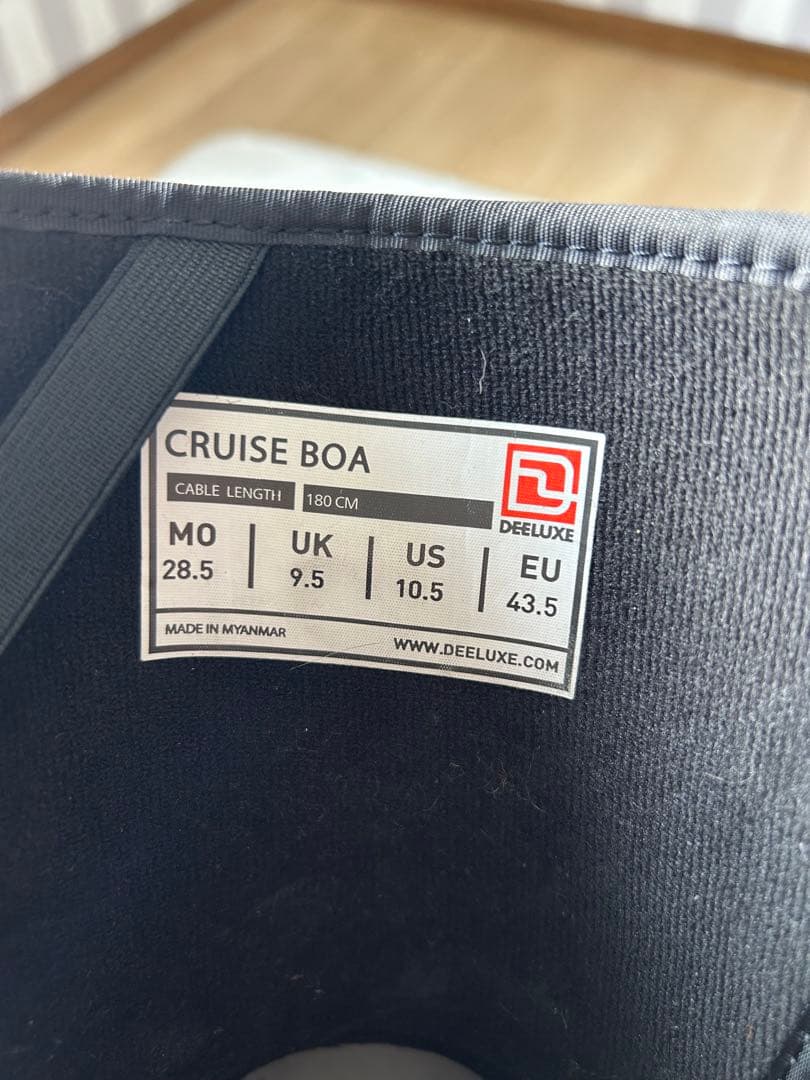 CRUISE BOA
CABLE LENGTH 180 CM
DEELUXE
MO UK US EU
28.5 9.5 10.5 43.5
MADE IN MYANMAR
WWW.DEELUXE.COM